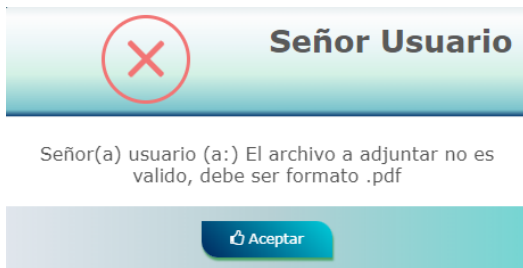 Señor Usuario
Señor(a) usuario (a:) El archivo a adjuntar no es
valido, debe ser formato .pdf
Aceptar